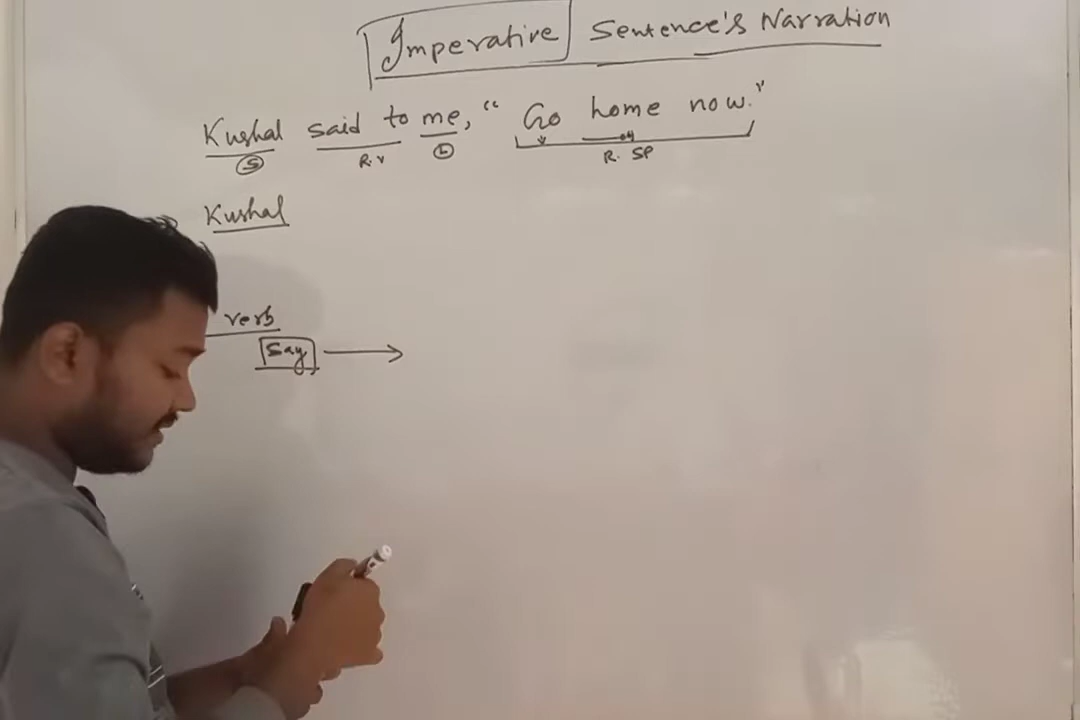 Imperative Sentence's Narration
Kushal said to me, " Go home now."
S R.V L R. SP
Kushal
verb
Say →